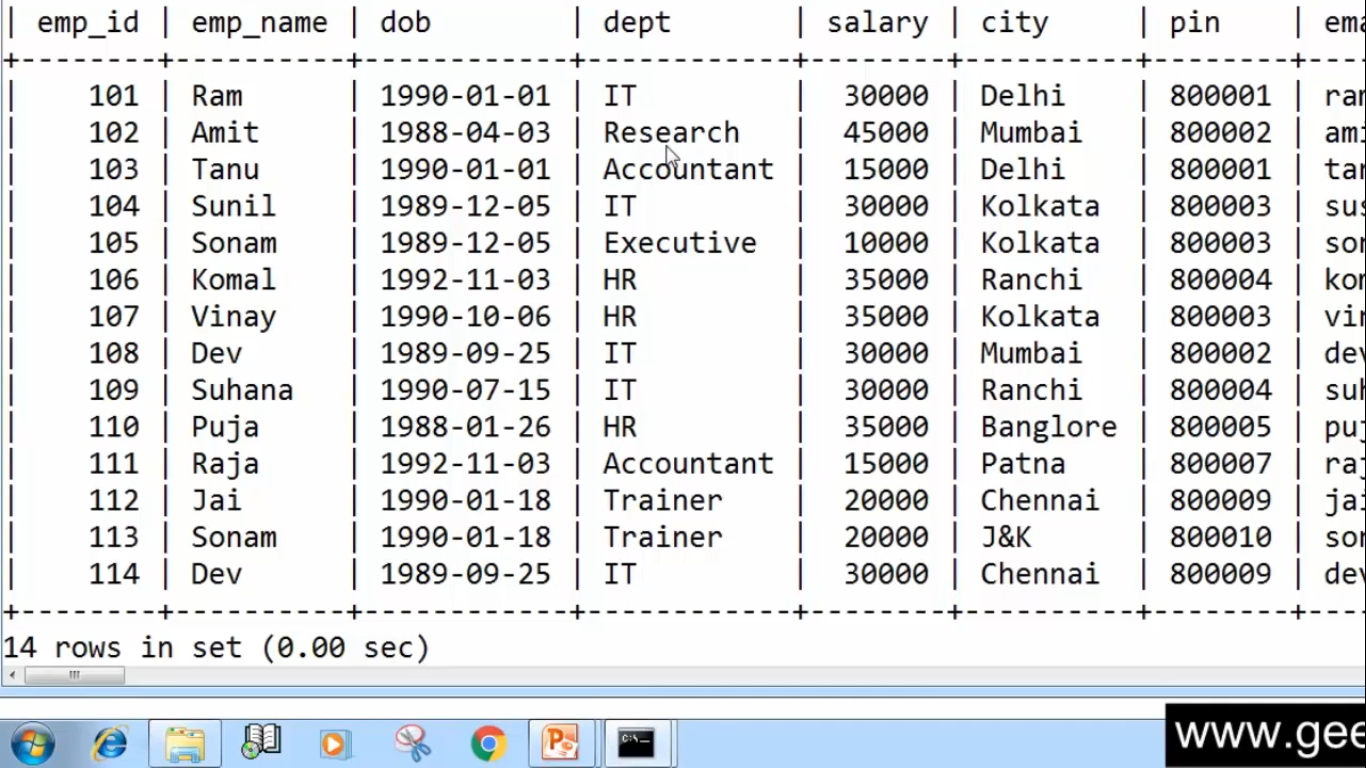 | emp_id | emp_name | dob | dept | salary | city | pin | ema
+--------+----------+------------+------------+--------+----------+--------+---
| 101 | Ram | 1990-01-01 | IT | 30000 | Delhi | 800001 | ram
| 102 | Amit | 1988-04-03 | Research | 45000 | Mumbai | 800002 | ami
| 103 | Tanu | 1990-01-01 | Accountant | 15000 | Delhi | 800001 | tan
| 104 | Sunil | 1989-12-05 | IT | 30000 | Kolkata | 800003 | sus
| 105 | Sonam | 1989-12-05 | Executive | 10000 | Kolkata | 800003 | son
| 106 | Komal | 1992-11-03 | HR | 35000 | Ranchi | 800004 | kom
| 107 | Vinay | 1990-10-06 | HR | 35000 | Kolkata | 800003 | vin
| 108 | Dev | 1989-09-25 | IT | 30000 | Mumbai | 800002 | dev
| 109 | Suhana | 1990-07-15 | IT | 30000 | Ranchi | 800004 | suh
| 110 | Puja | 1988-01-26 | HR | 35000 | Banglore | 800005 | puj
| 111 | Raja | 1992-11-03 | Accountant | 15000 | Patna | 800007 | raj
| 112 | Jai | 1990-01-18 | Trainer | 20000 | Chennai | 800009 | jai
| 113 | Sonam | 1990-01-18 | Trainer | 20000 | J&K | 800010 | son
| 114 | Dev | 1989-09-25 | IT | 30000 | Chennai | 800009 | dev
+--------+----------+------------+------------+--------+----------+--------+---
14 rows in set (0.00 sec)
www.gee